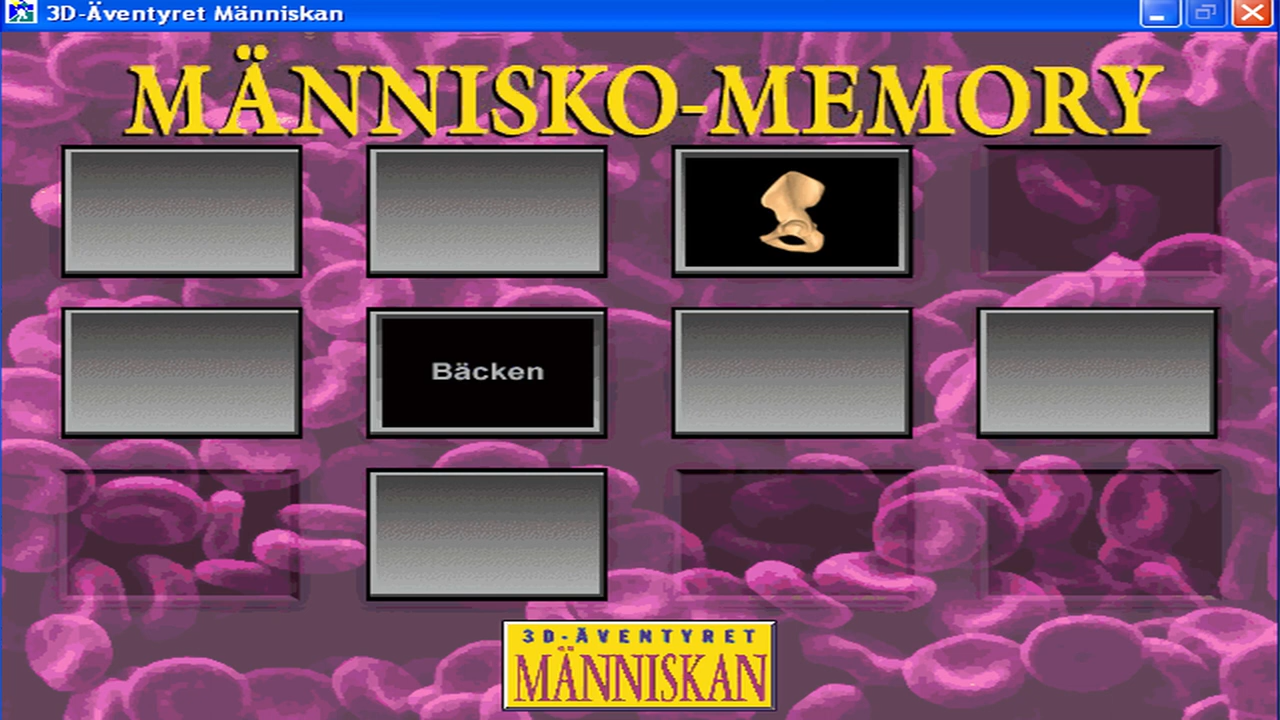 3D-Äventyret Människan
MÄNNISKO-MEMORY
Bäcken
3D-ÄVENTYRET
MÄNNISKAN